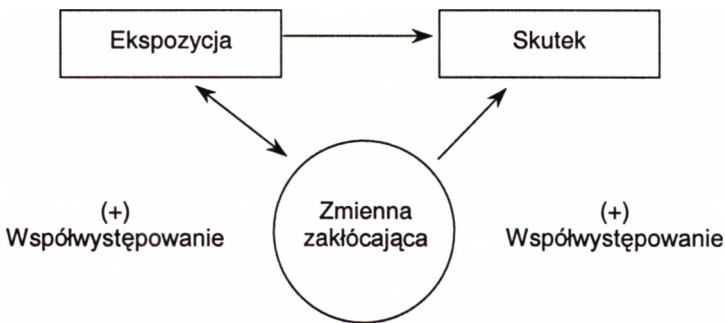 Ekspozycja
Skutek
(+)
Współwystępowanie
Zmienna
zakłócająca
(+)
Współwystępowanie